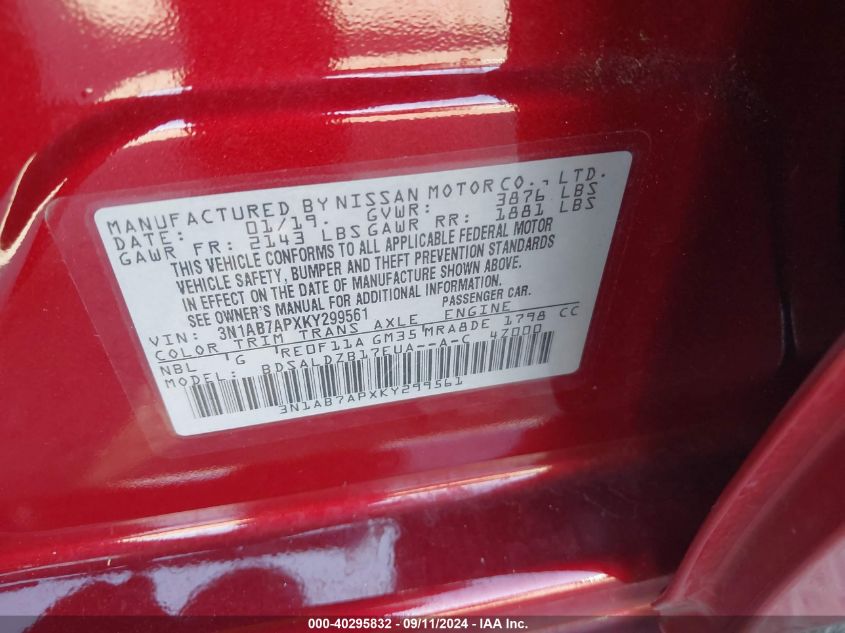 MANUFACTURED BY NISSAN MOTOR CO., LTD.
DATE: 01/19. GVWR: 3876 LBS
GAWR FR: 2143 LBS GAWR RR: 1881 LBS
THIS VEHICLE CONFORMS TO ALL APPLICABLE FEDERAL MOTOR
VEHICLE SAFETY, BUMPER AND THEFT PREVENTION STANDARDS
IN EFFECT ON THE DATE OF MANUFACTURE SHOWN ABOVE.
SEE OWNER'S MANUAL FOR ADDITIONAL INFORMATION.
VIN: 3N1AB7APXKY299561 PASSENGER CAR.
COLOR TRIM TRANS AXLE ENGINE
NBL G RE0F11A GM35 MRA8DE 1798 CC
MODEL: BDSALDZB17EUA--A-C 47000
3N1AB7APXKY299561
000-40295832 - 09/11/2024 - IAA Inc.